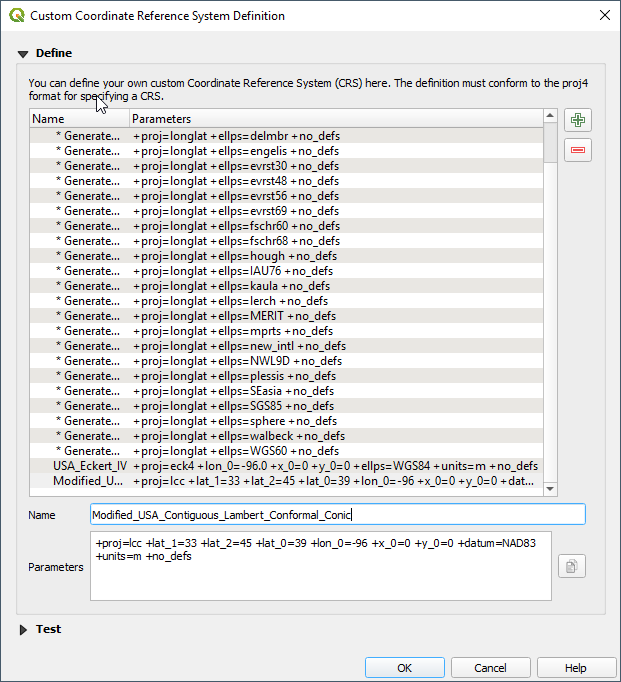 Custom Coordinate Reference System Definition
Define
You can define your own custom Coordinate Reference System (CRS) here. The definition must conform to the proj4
format for specifying a CRS.
Name Parameters
* Generate... +proj=longlat +ellps=delmbr +no_defs
* Generate... +proj=longlat +ellps=engelis +no_defs
* Generate... +proj=longlat +ellps=evrst30 +no_defs
* Generate... +proj=longlat +ellps=evrst48 +no_defs
* Generate... +proj=longlat +ellps=evrst56 +no_defs
* Generate... +proj=longlat +ellps=evrst69 +no_defs
* Generate... +proj=longlat +ellps=fschr60 +no_defs
* Generate... +proj=longlat +ellps=fschr68 +no_defs
* Generate... +proj=longlat +ellps=hough +no_defs
* Generate... +proj=longlat +ellps=IAU76 +no_defs
* Generate... +proj=longlat +ellps=kaula +no_defs
* Generate... +proj=longlat +ellps=lerch +no_defs
* Generate... +proj=longlat +ellps=MERIT +no_defs
* Generate... +proj=longlat +ellps=mprts +no_defs
* Generate... +proj=longlat +ellps=new_intl +no_defs
* Generate... +proj=longlat +ellps=NWL9D +no_defs
* Generate... +proj=longlat +ellps=plessis +no_defs
* Generate... +proj=longlat +ellps=SEasia +no_defs
* Generate... +proj=longlat +ellps=SGS85 +no_defs
* Generate... +proj=longlat +ellps=sphere +no_defs
* Generate... +proj=longlat +ellps=walbeck +no_defs
* Generate... +proj=longlat +ellps=WGS60 +no_defs
USA_Eckert_IV +proj=eck4 +lon_0=-96.0 +x_0=0 +y_0=0 +ellps=WGS84 +units=m +no_defs
Modified_U... +proj=lcc +lat_1=33 +lat_2=45 +lat_0=39 +lon_0=-96 +x_0=0 +y_0=0 +dat...
Name Modified_USA_Contiguous_Lambert_Conformal_Conic
+proj=lcc +lat_1=33 +lat_2=45 +lat_0=39 +lon_0=-96 +x_0=0 +y_0=0 +datum=NAD83
Parameters +units=m +no_defs
Test
OK Cancel Help